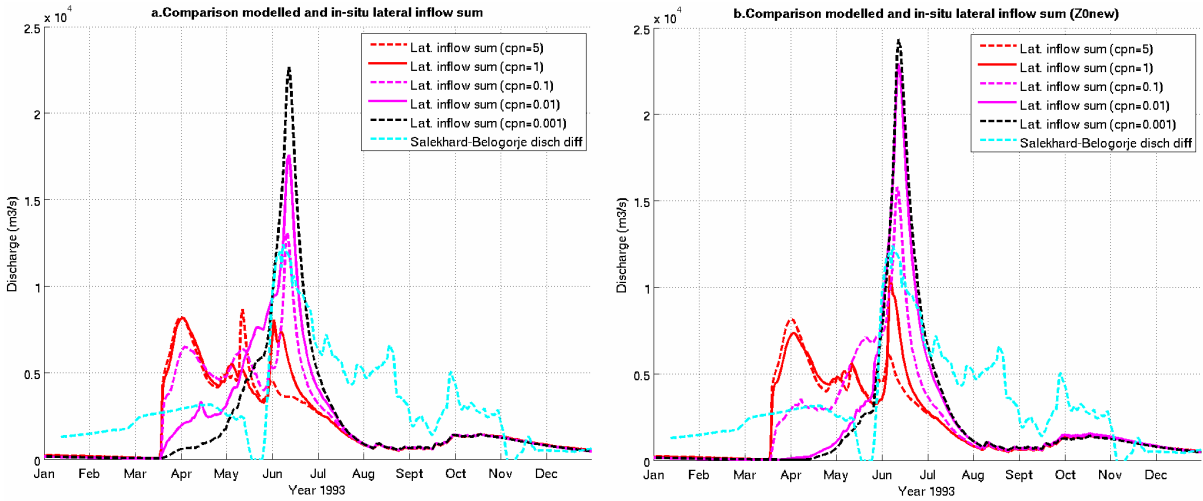 a.Comparison modelled and in-situ lateral inflow sum
x 10⁴
2.5
2
1.5
1
0.5
0
Discharge (m3/s)
Lat. inflow sum (cpn=5)
Lat. inflow sum (cpn=1)
Lat. inflow sum (cpn=0.1)
Lat. inflow sum (cpn=0.01)
Lat. inflow sum (cpn=0.001)
Salekhard-Belogorje disch diff
Jan Feb Mar Apr May Jun Jul Aug Sept Oct Nov Dec
Year 1993
b.Comparison modelled and in-situ lateral inflow sum (Z0new)
x 10⁴
2.5
2
1.5
1
0.5
0
Discharge (m3/s)
Lat. inflow sum (cpn=5)
Lat. inflow sum (cpn=1)
Lat. inflow sum (cpn=0.1)
Lat. inflow sum (cpn=0.01)
Lat. inflow sum (cpn=0.001)
Salekhard-Belogorje disch diff
Jan Feb Mar Apr May Jun Jul Aug Sept Oct Nov Dec
Year 1993